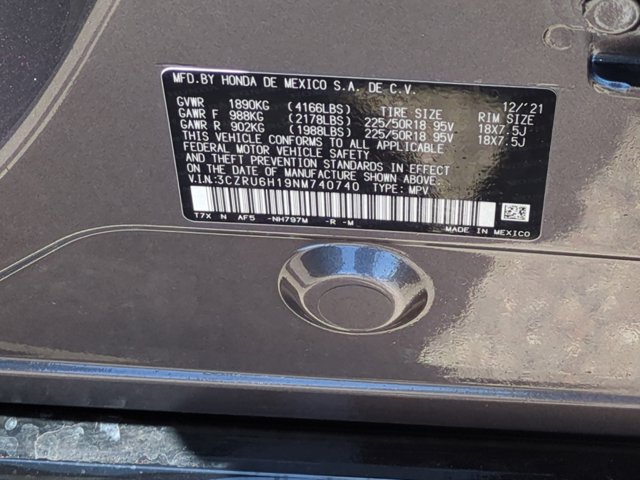 MFD.BY HONDA DE MEXICO S.A. DE C.V.
GVWR 1890KG (4166LBS) TIRE SIZE 12/'21 RIM SIZE
GAWR F 988KG (2178LBS) 225/50R18 95V 18X7.5J
GAWR R 902KG (1988LBS) 225/50R18 95V 18X7.5J
THIS VEHICLE CONFORMS TO ALL APPLICABLE
FEDERAL MOTOR VEHICLE SAFETY
AND THEFT PREVENTION STANDARDS IN EFFECT
ON THE DATE OF MANUFACTURE SHOWN ABOVE.
V.I.N.:3CZRU6H19NM740740 TYPE: MPV
T7X N AF5 -NH797M -R -M
MADE IN MEXICO